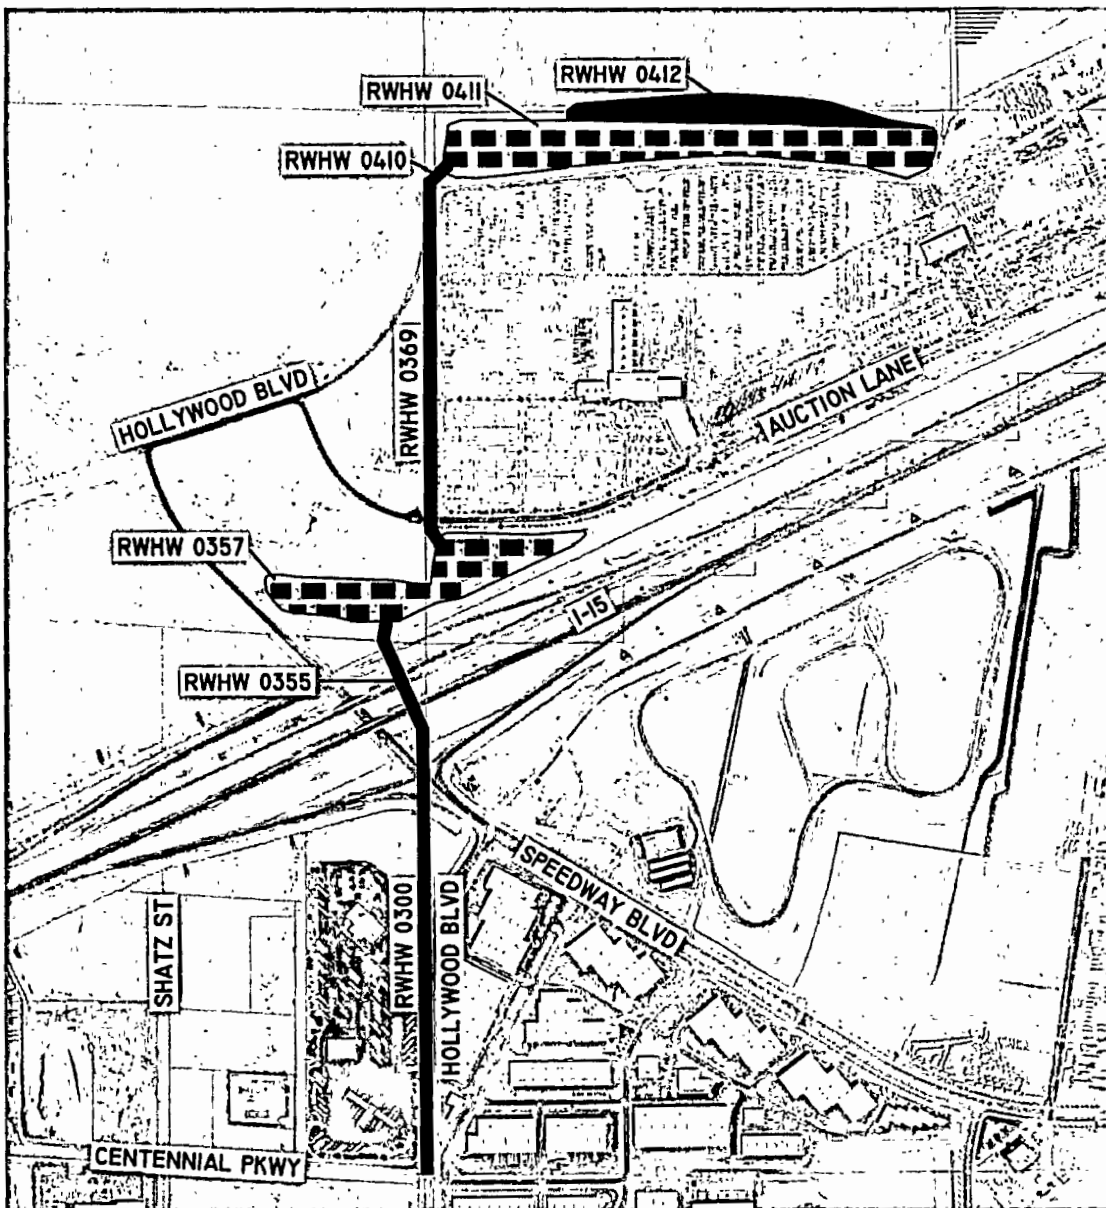 RWHW 0412
RWHW 0411
RWHW 0410
RWHW 0369
HOLLYWOOD BLVD
AUCTION LANE
RWHW 0357
I-15
RWHW 0355
SPEEDWAY BLVD
SHATZ ST
RWHW 0300
HOLLYWOOD BLVD
CENTENNIAL PKWY